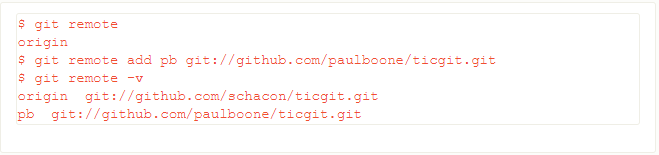 $ git remote
origin
$ git remote add pb git://github.com/paulboone/ticgit.git
$ git remote -v
origin  git://github.com/schacon/ticgit.git
pb  git://github.com/paulboone/ticgit.git